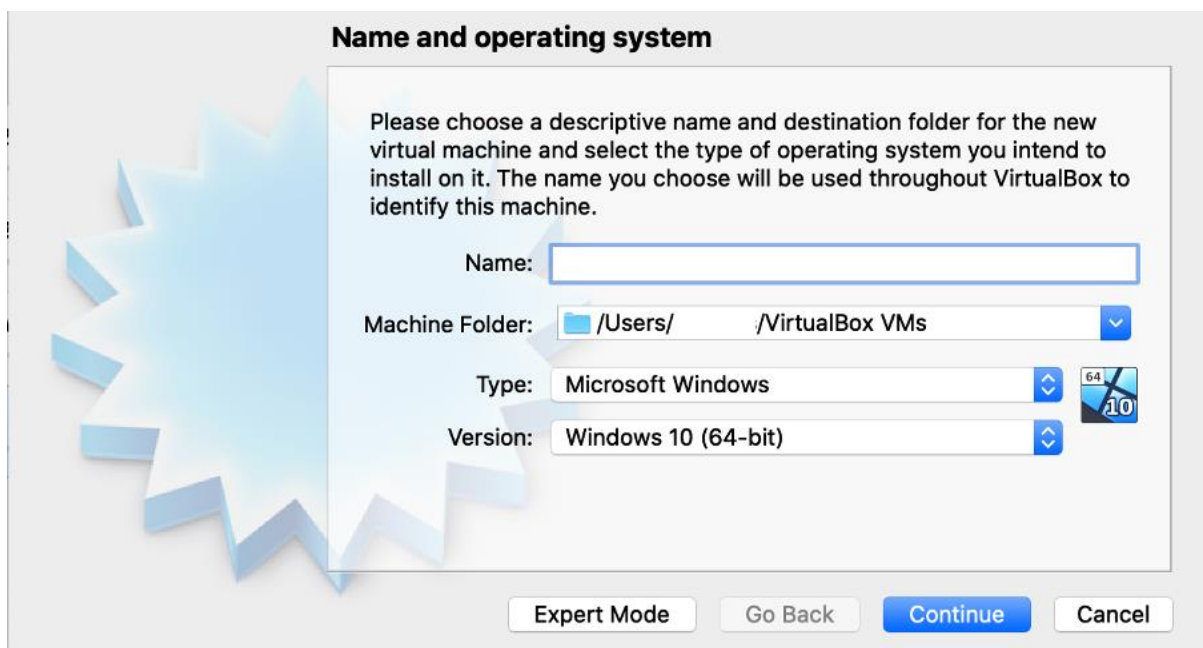 Name and operating system
Please choose a descriptive name and destination folder for the new
virtual machine and select the type of operating system you intend to
install on it. The name you choose will be used throughout VirtualBox to
identify this machine.
Name:
Machine Folder: /Users/ /VirtualBox VMs
Type: Microsoft Windows 64
10
Version: Windows 10 (64-bit)
Expert Mode Go Back Continue Cancel